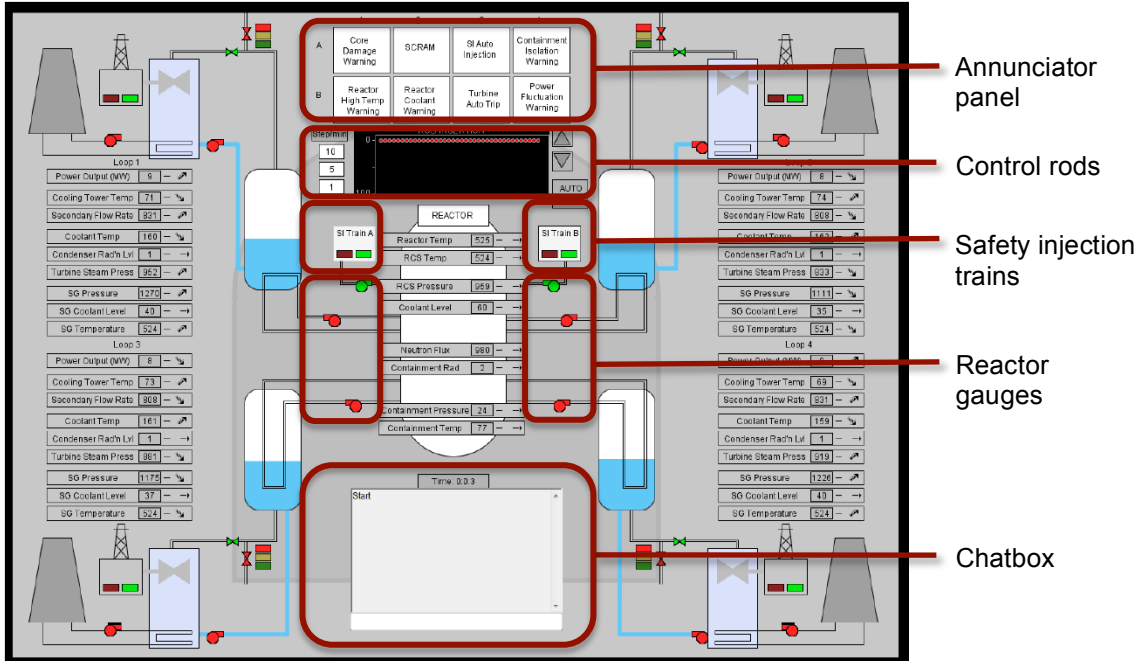 A
Core
Damage
Warning
SCRAM
SI Auto
Injection
Containment
Isolation
Warning
B
Reactor
High Temp
Warning
Reactor
Coolant
Warning
Turbine
Auto Trip
Power
Fluctuation
Warning
Annunciator
panel
Step/min
10
5
1
0
100
AUTO
Control rods
REACTOR
SI Train A
SI Train B
Safety injection
trains
Reactor Temp 525
RCS Temp 524
RCS Pressure 959
Coolant Level 60
Neutron Flux 980
Containment Rad 2
Containment Pressure 24
Containment Temp 77
Reactor
gauges
Loop 1
Power Output (MW) 9
Cooling Tower Temp 71
Secondary Flow Rate 831
Coolant Temp 160
Condenser Rad'n Lvl 1
Turbine Steam Press 952
SG Pressure 1270
SG Coolant Level 40
SG Temperature 524
Power Output (MW) 8
Cooling Tower Temp 74
Secondary Flow Rate 808
Coolant Temp
Condenser Rad'n Lvl 1
Turbine Steam Press 833
SG Pressure 1111
SG Coolant Level 35
SG Temperature 524
Loop 3
Power Output (MW) 8
Cooling Tower Temp 73
Secondary Flow Rate 808
Coolant Temp 161
Condenser Rad'n Lvl 1
Turbine Steam Press 881
SG Pressure 1175
SG Coolant Level 37
SG Temperature 524
Loop 4
Power Output (MW)
Cooling Tower Temp 69
Secondary Flow Rate 831
Coolant Temp 159
Condenser Rad'n Lvl 1
Turbine Steam Press 919
SG Pressure 1226
SG Coolant Level 40
SG Temperature 524
Time: 0:0:3
Start
Chatbox